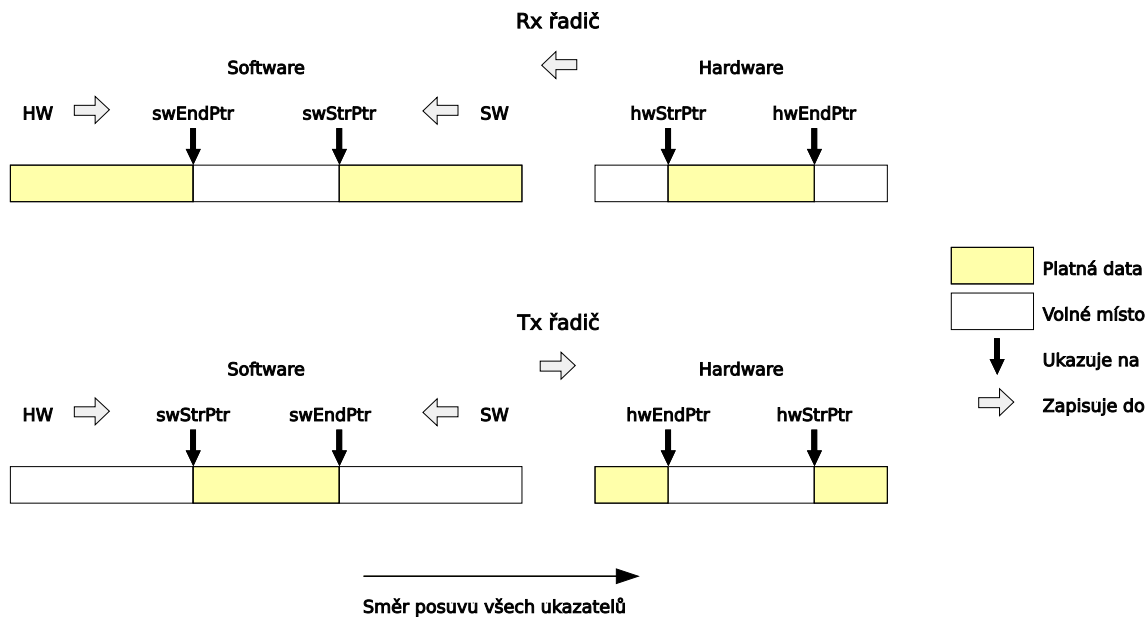 Rx řadič
Software
Hardware
HW
swEndPtr
swStrPtr
SW
hwStrPtr
hwEndPtr
Platná data
Volné místo
Ukazuje na
Zapisuje do
Tx řadič
Software
Hardware
HW
swStrPtr
swEndPtr
SW
hwEndPtr
hwStrPtr
Směr posuvu všech ukazatelů